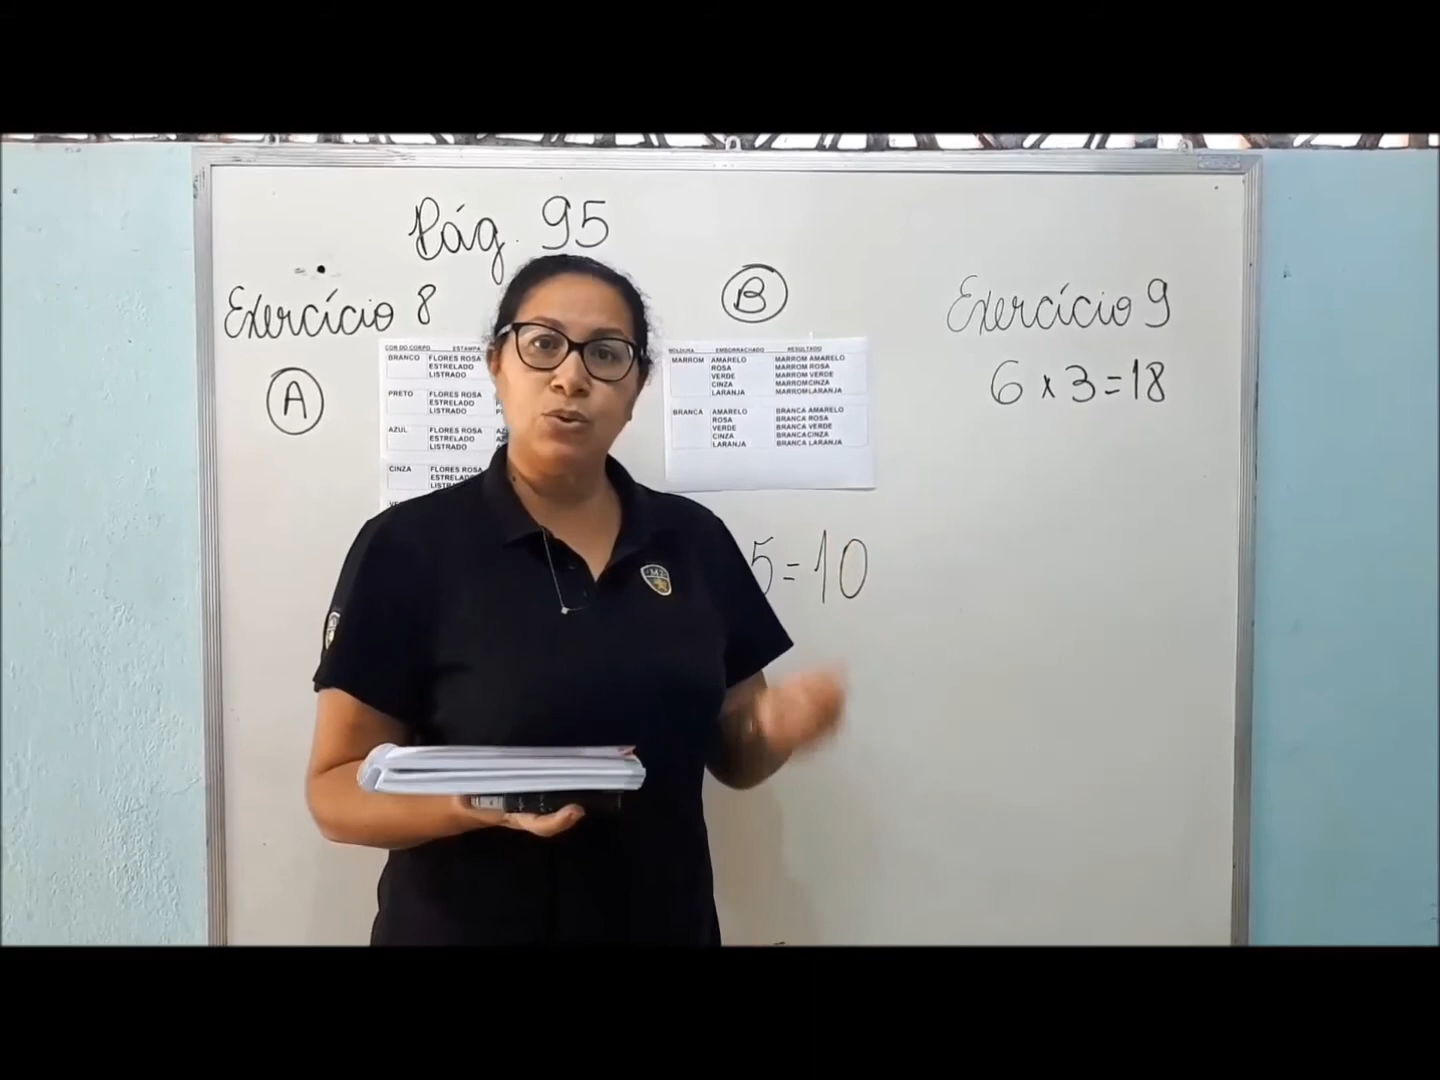 Pág. 95
Exercício 8
A
COR DO CORPO ESTAMPA
BRANCO FLORES ROSA
ESTRELADO
LISTRADO
PRETO FLORES ROSA
ESTRELADO
LISTRADO
AZUL FLORES ROSA
ESTRELADO
LISTRADO
CINZA FLORES ROSA
ESTRELADO
B
MOLDURA EMBORRACHADO RESULTADO
MARROM AMARELO MARROM AMARELO
ROSA MARROM ROSA
VERDE MARROM VERDE
CINZA MARROM CINZA
LARANJA MARROM LARANJA
BRANCA AMARELO BRANCA AMARELO
ROSA BRANCA ROSA
VERDE BRANCA VERDE
CINZA BRANCA CINZA
LARANJA BRANCA LARANJA
5=10
Exercício 9
6 x 3=18